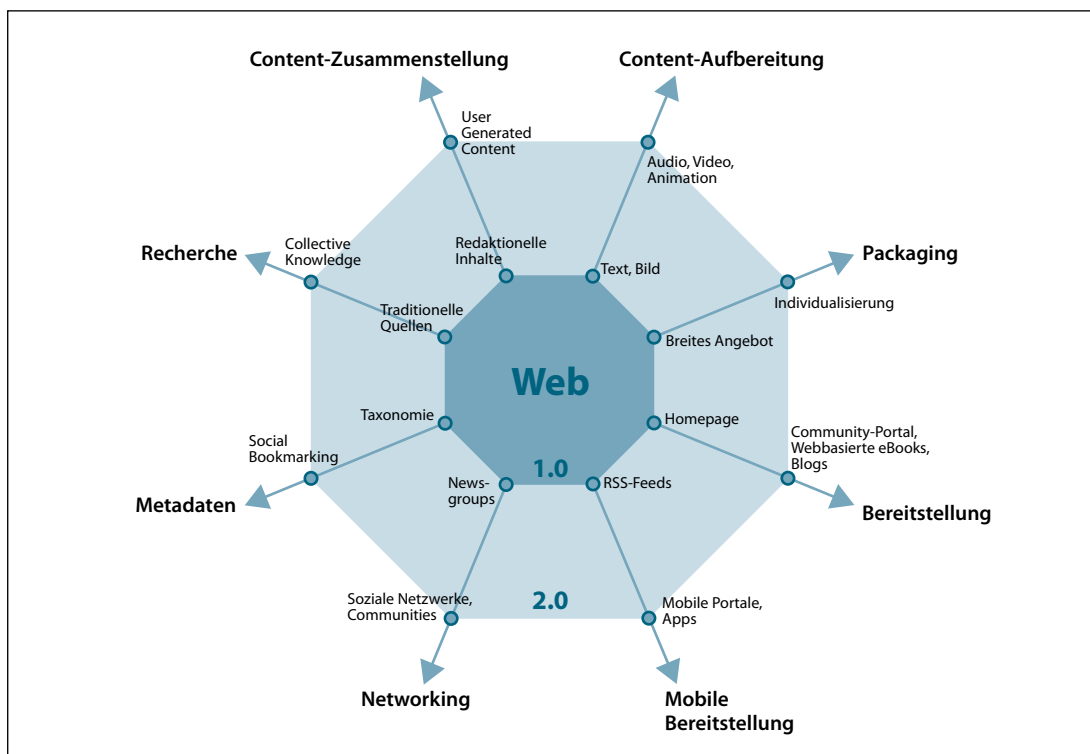 Content-Zusammenstellung
Content-Aufbereitung
User
Generated
Content
Audio, Video,
Animation
Recherche
Collective
Knowledge
Redaktionelle
Inhalte
Text, Bild
Packaging
Individualisierung
Traditionelle
Quellen
Breites Angebot
Web
Taxonomie
Homepage
Social
Bookmarking
Community-Portal,
Webbasierte eBooks,
Blogs
Metadaten
News-
groups
1.0
RSS-Feeds
Bereitstellung
Soziale Netzwerke,
Communities
2.0
Mobile Portale,
Apps
Networking
Mobile
Bereitstellung